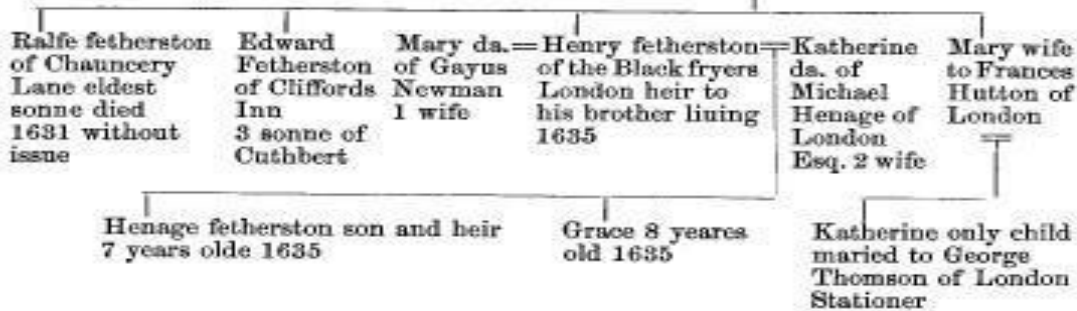 Ralfe fetherston
of Chauncery
Lane eldest
sonne died
1631 without
issue
Edward
Fetherston
of Cliffords
Inn
3 sonne of
Cuthbert
Mary da.
of Gayus
Newman
1 wife
Henry fetherston
of the Black fryers
London heir to
his brother liuing
1635
Katherine
da. of
Michael
Henage of
London
Esq. 2 wife
Mary wife
to Frances
Hutton of
London
Henage fetherston son and heir
7 years olde 1635
Grace 8 yeares
old 1635
Katherine only child
maried to George
Thomson of London
Stationer